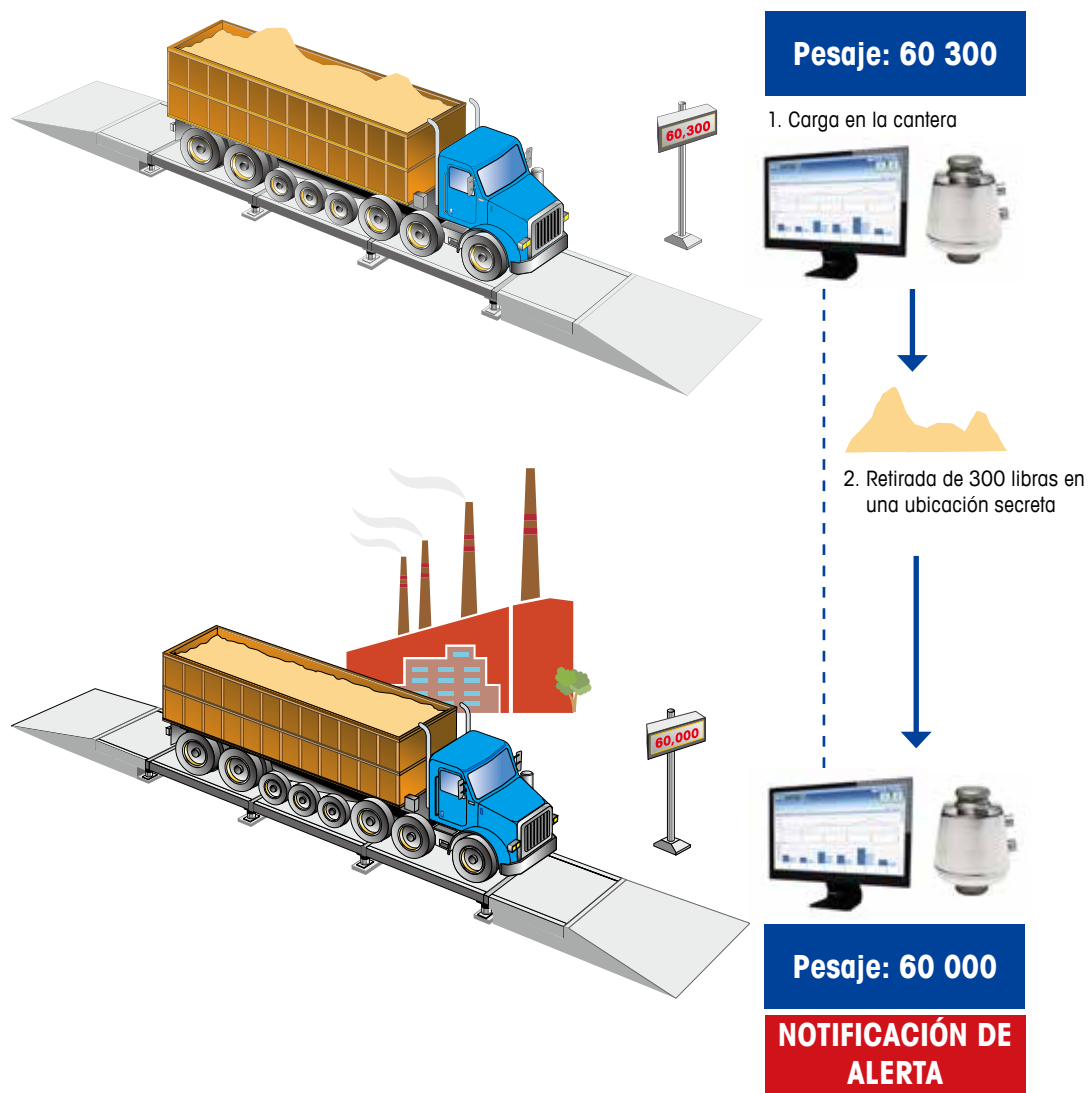 Pesaje: 60 300
1. Carga en la cantera
60,300
2. Retirada de 300 libras en
una ubicación secreta
60,000
Pesaje: 60 000
NOTIFICACIÓN DE
ALERTA